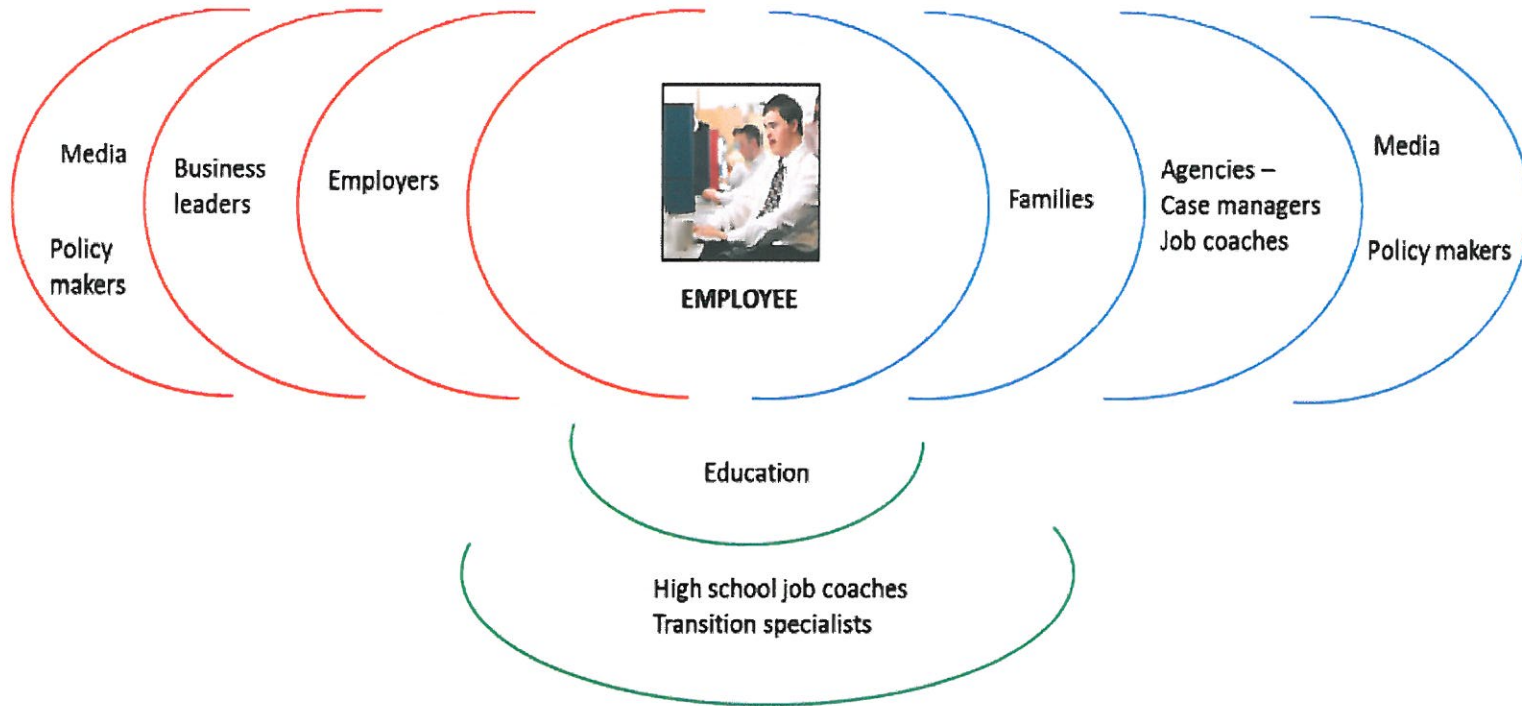 Media
Policy
makers
Business
leaders
Employers
EMPLOYEE
Families
Agencies –
Case managers
Job coaches
Media
Policy makers
Education
High school job coaches
Transition specialists